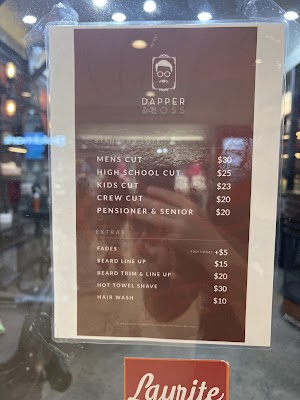 DAPPER
& BOSS
MENS CUT $30
HIGH SCHOOL CUT $25
KIDS CUT $23
CREW CUT $20
PENSIONER & SENIOR $20
EXTRAS
FADES ADDITIONAL +$5
BEARD LINE UP $15
BEARD TRIM & LINE UP $20
HOT TOWEL SHAVE $30
HAIR WASH $10
Laurite